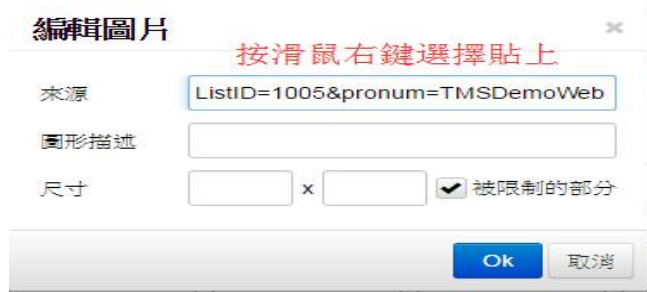 編輯圖片 ×
按滑鼠右鍵選擇貼上
來源 ListID=1005&pronum=TMSDemoWeb
圖形描述
尺寸 x 被限制的部分
Ok 取消